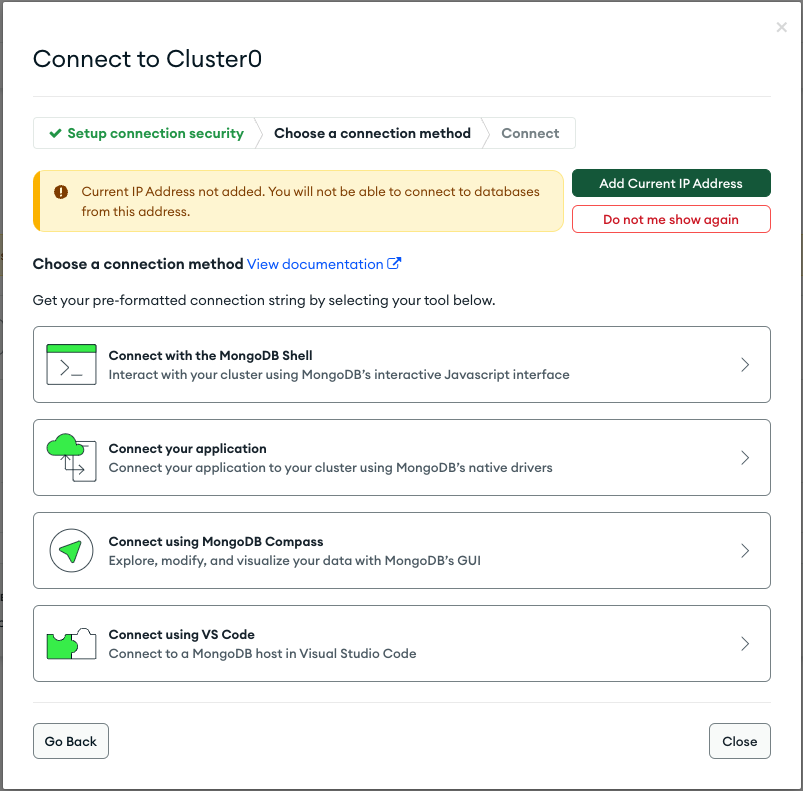 Connect to Cluster0
Setup connection security
Choose a connection method
Connect
Current IP Address not added. You will not be able to connect to databases
from this address.
Add Current IP Address
Do not me show again
Choose a connection method View documentation
Get your pre-formatted connection string by selecting your tool below.
Connect with the MongoDB Shell
Interact with your cluster using MongoDB’s interactive Javascript interface
Connect your application
Connect your application to your cluster using MongoDB’s native drivers
Connect using MongoDB Compass
Explore, modify, and visualize your data with MongoDB’s GUI
Connect using VS Code
Connect to a MongoDB host in Visual Studio Code
Go Back
Close